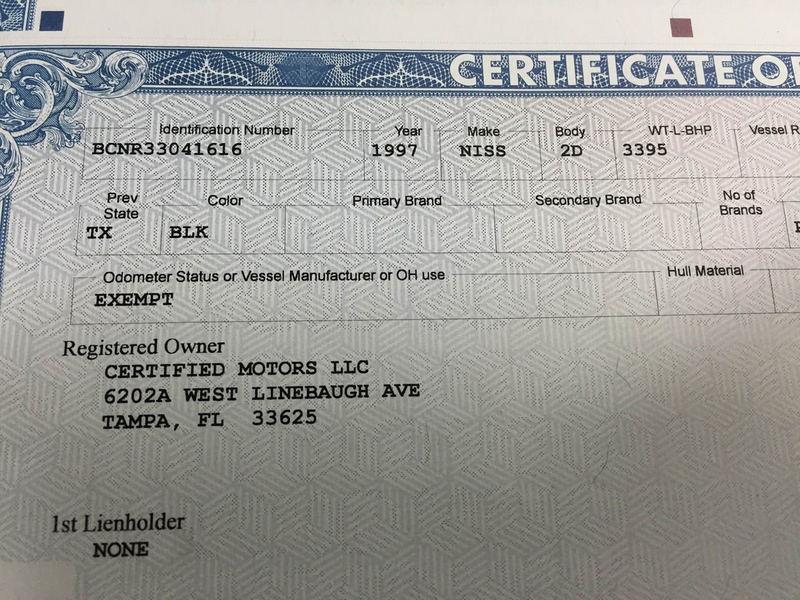 CERTIFICATE O
Identification Number Year Make Body WT-L-BHP Vessel R
BCNR33041616 1997 NISS 2D 3395
Prev State Color Primary Brand Secondary Brand No of Brands
TX BLK
Odometer Status or Vessel Manufacturer or OH use Hull Material
EXEMPT
Registered Owner
CERTIFIED MOTORS LLC
6202A WEST LINEBAUGH AVE
TAMPA, FL 33625
1st Lienholder
NONE